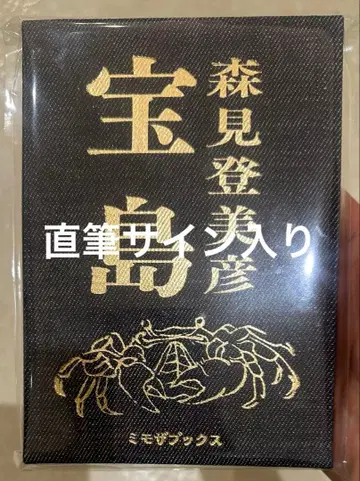 森見登美彦
宝島
直筆サイン入り
ミモザブックス